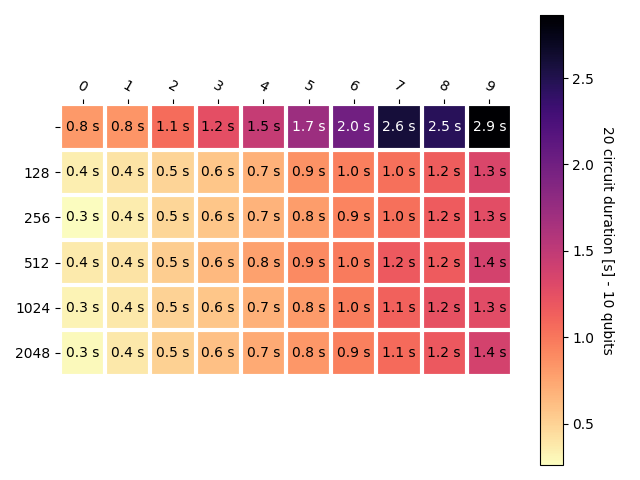 0 1 2 3 4 5 6 7 8 9
0.8 s 0.8 s 1.1 s 1.2 s 1.5 s 1.7 s 2.0 s 2.6 s 2.5 s 2.9 s
128 0.4 s 0.4 s 0.5 s 0.6 s 0.7 s 0.9 s 1.0 s 1.0 s 1.2 s 1.3 s
256 0.3 s 0.4 s 0.5 s 0.6 s 0.7 s 0.8 s 0.9 s 1.0 s 1.2 s 1.3 s
512 0.4 s 0.4 s 0.5 s 0.6 s 0.8 s 0.9 s 1.0 s 1.2 s 1.2 s 1.4 s
1024 0.3 s 0.4 s 0.5 s 0.6 s 0.7 s 0.8 s 1.0 s 1.1 s 1.2 s 1.3 s
2048 0.3 s 0.4 s 0.5 s 0.6 s 0.7 s 0.8 s 0.9 s 1.1 s 1.2 s 1.4 s
2.5
2.0
1.5
1.0
0.5
20 circuit duration [s] - 10 qubits